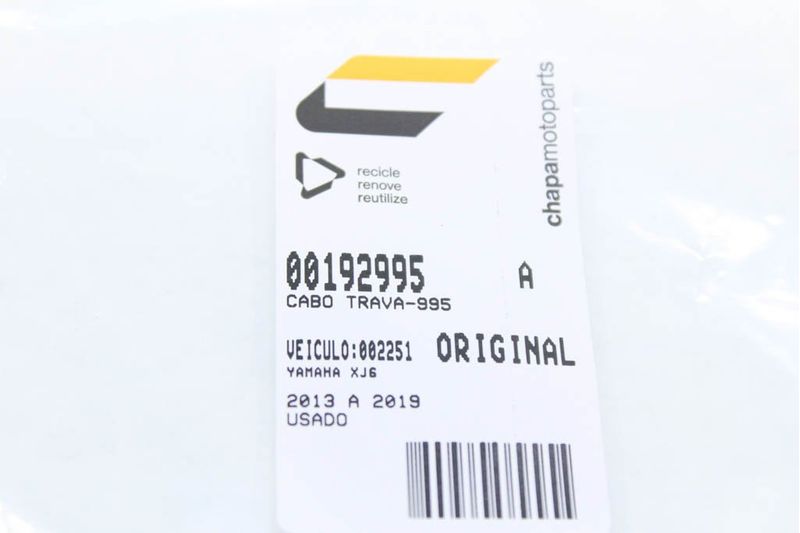 chapamotoparts
recicle
renove
reutilize
00192995 A
CABO TRAVA-995
VEICULO:002251 ORIGINAL
YAMAHA XJ6
2013 A 2019
USADO